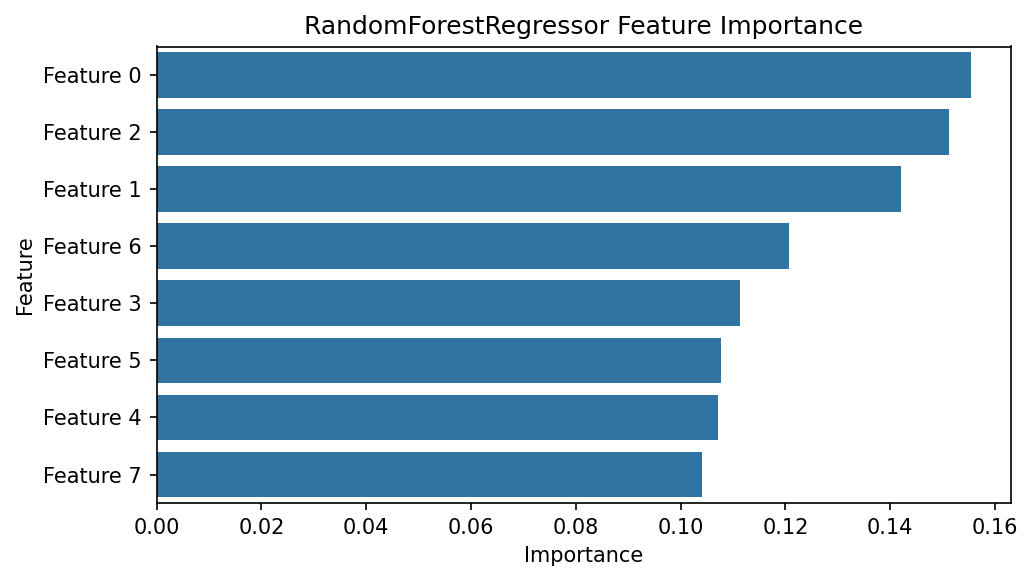 RandomForestRegressor Feature Importance
Feature
Feature 0
Feature 2
Feature 1
Feature 6
Feature 3
Feature 5
Feature 4
Feature 7
0.00 0.02 0.04 0.06 0.08 0.10 0.12 0.14 0.16
Importance